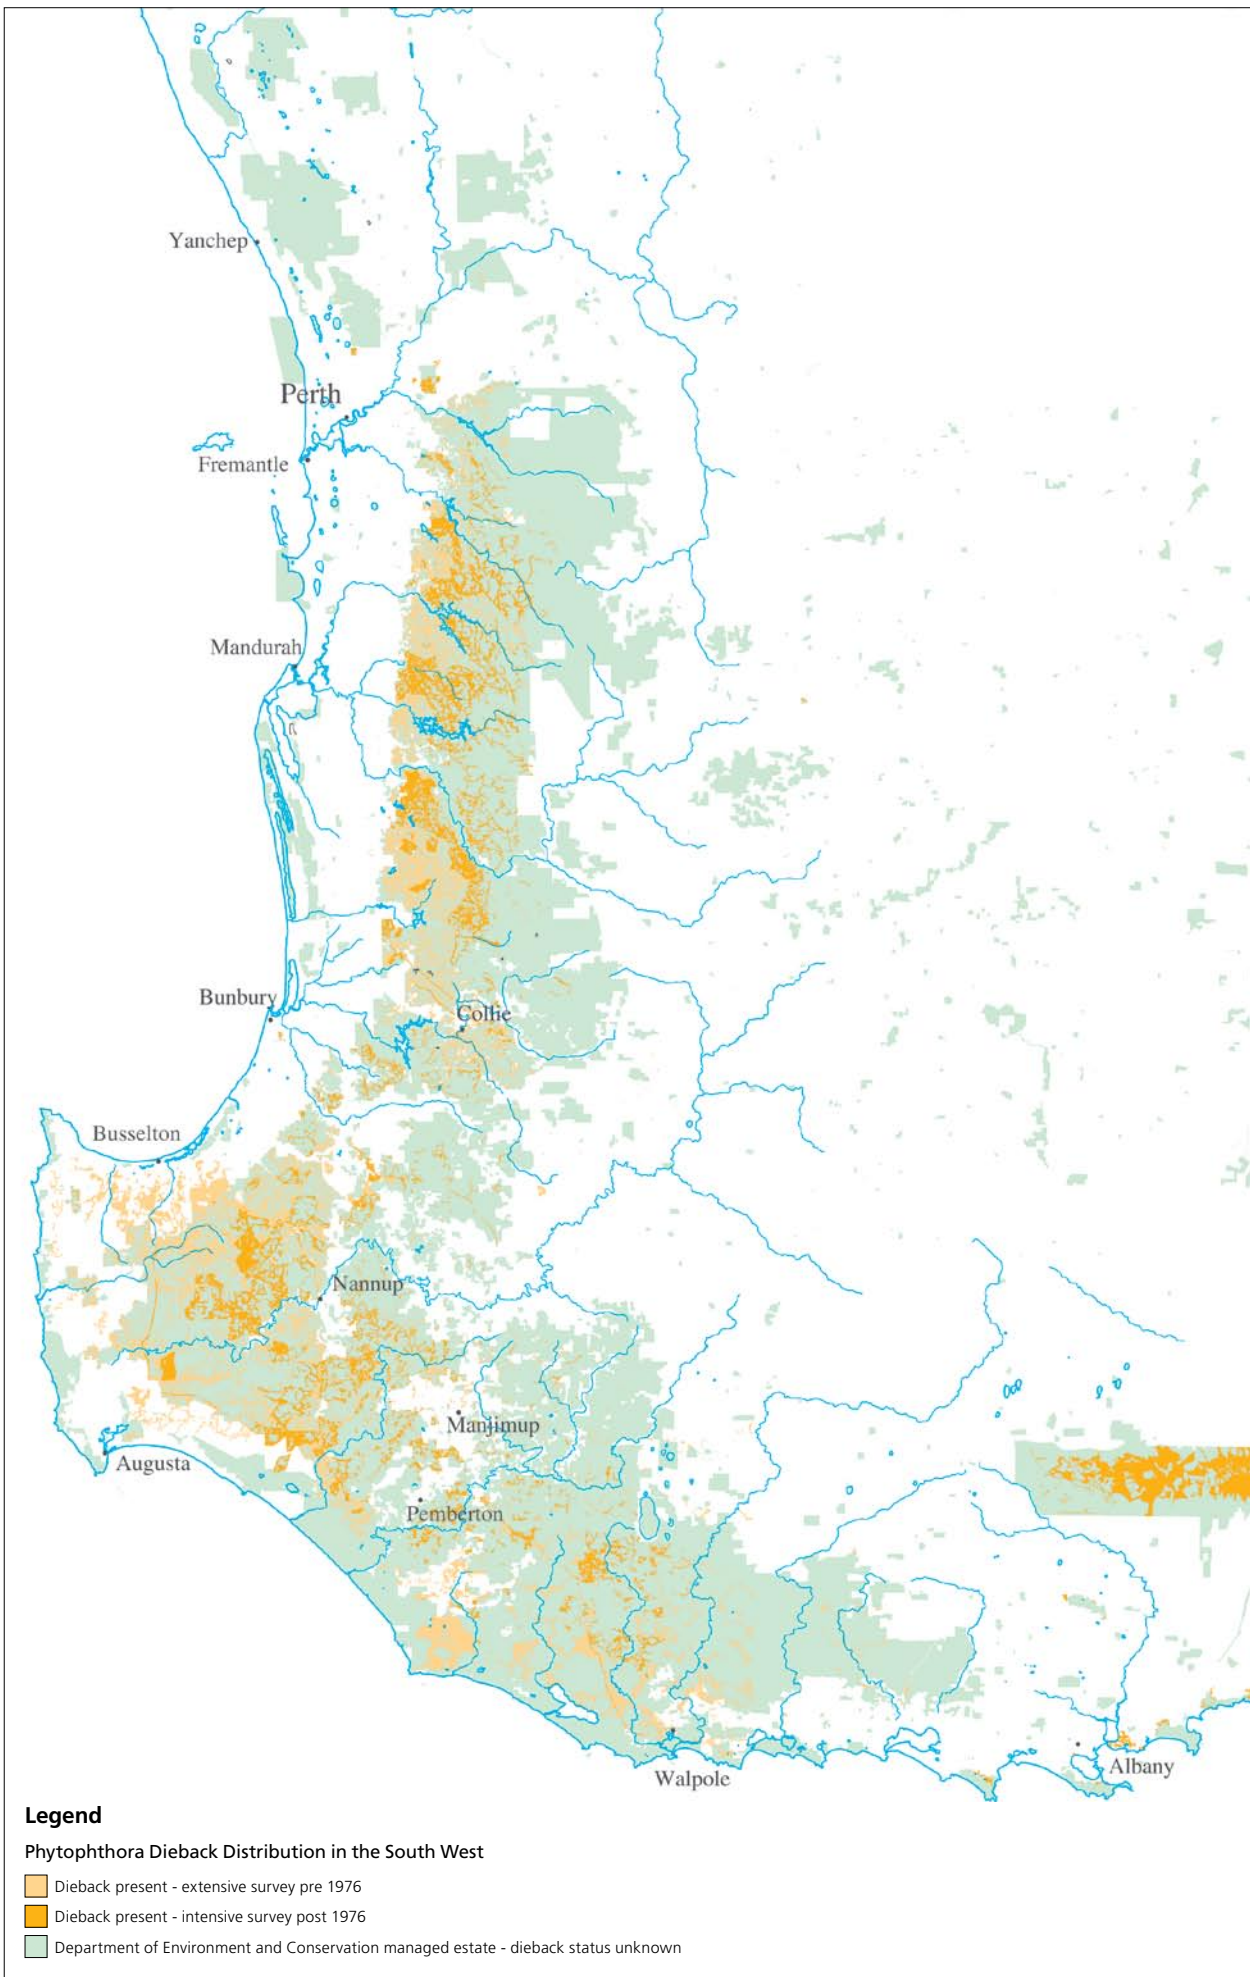 Yanchep
Perth
Fremantle
Mandurah
Bunbury
Collie
Busselton
Nannup
Manjimup
Augusta
Pemberton
Walpole
Albany
Legend
Phytophthora Dieback Distribution in the South West
Dieback present - extensive survey pre 1976
Dieback present - intensive survey post 1976
Department of Environment and Conservation managed estate - dieback status unknown